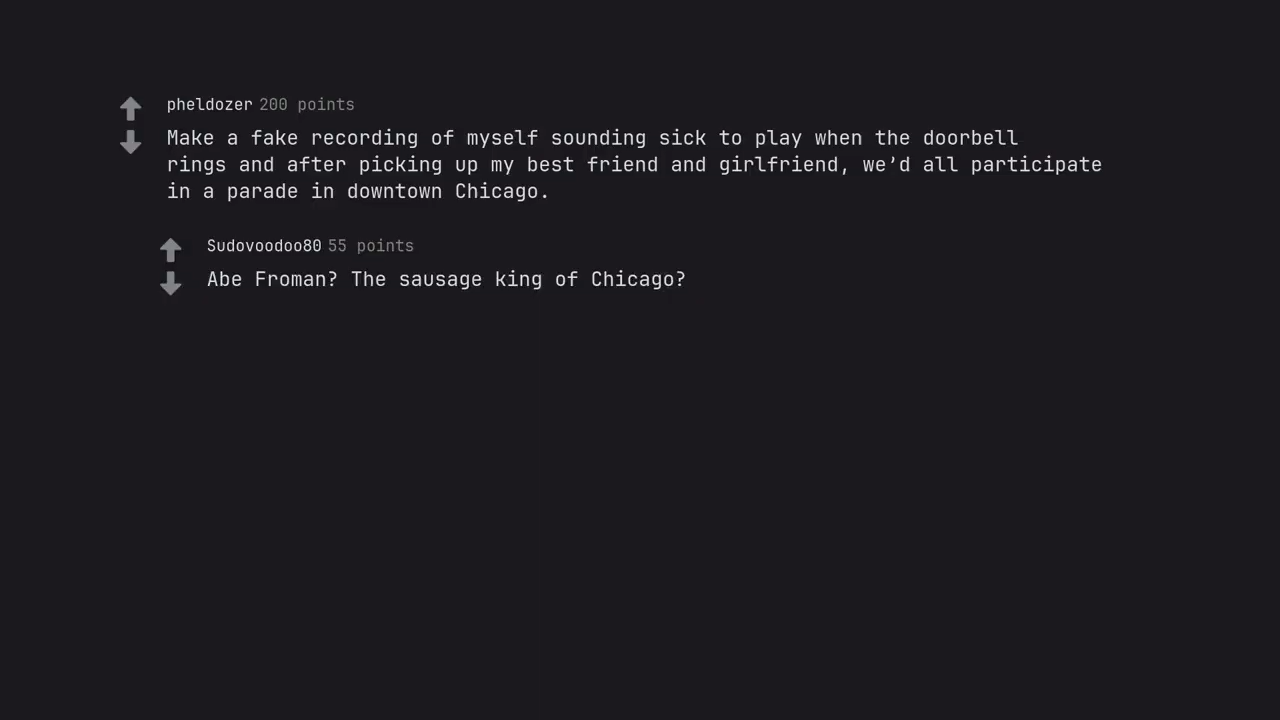 pheldozer 200 points
Make a fake recording of myself sounding sick to play when the doorbell
rings and after picking up my best friend and girlfriend, we’d all participate
in a parade in downtown Chicago.
Sudovoodoo80 55 points
Abe Froman? The sausage king of Chicago?